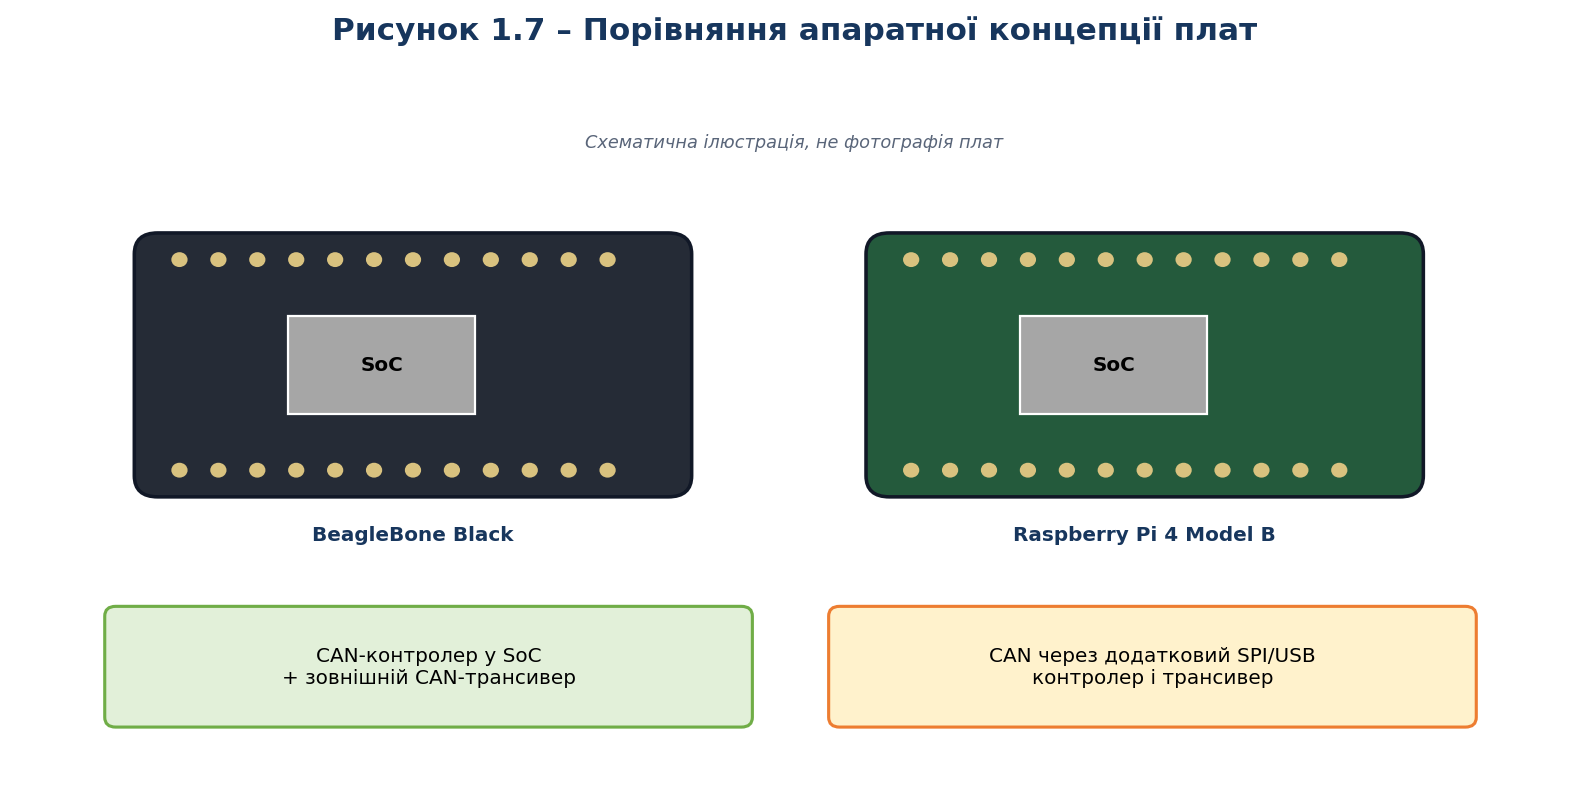 Рисунок 1.7 – Порівняння апаратної концепції плат
Схематична ілюстрація, не фотографія плат
SoC
SoC
BeagleBone Black
Raspberry Pi 4 Model B
CAN-контролер у SoC
+ зовнішній CAN-трансивер
CAN через додатковий SPI/USB
контролер і трансивер